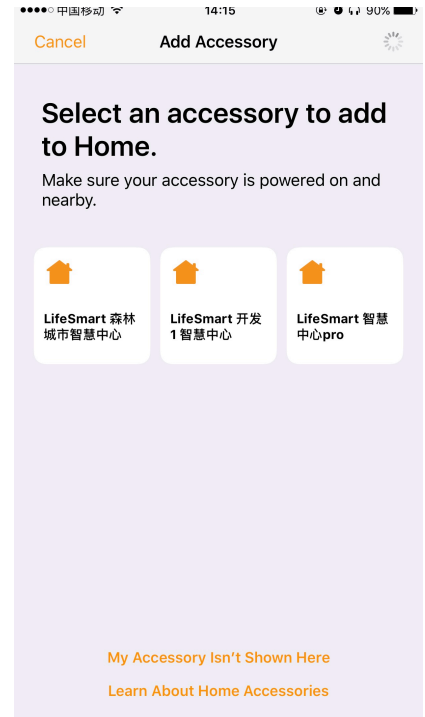 中国移动 14:15 90%
Cancel Add Accessory
Select an accessory to add
to Home.
Make sure your accessory is powered on and
nearby.
LifeSmart 森林
城市智慧中心
LifeSmart 开发
1 智慧中心
LifeSmart 智慧
中心pro
My Accessory Isn’t Shown Here
Learn About Home Accessories